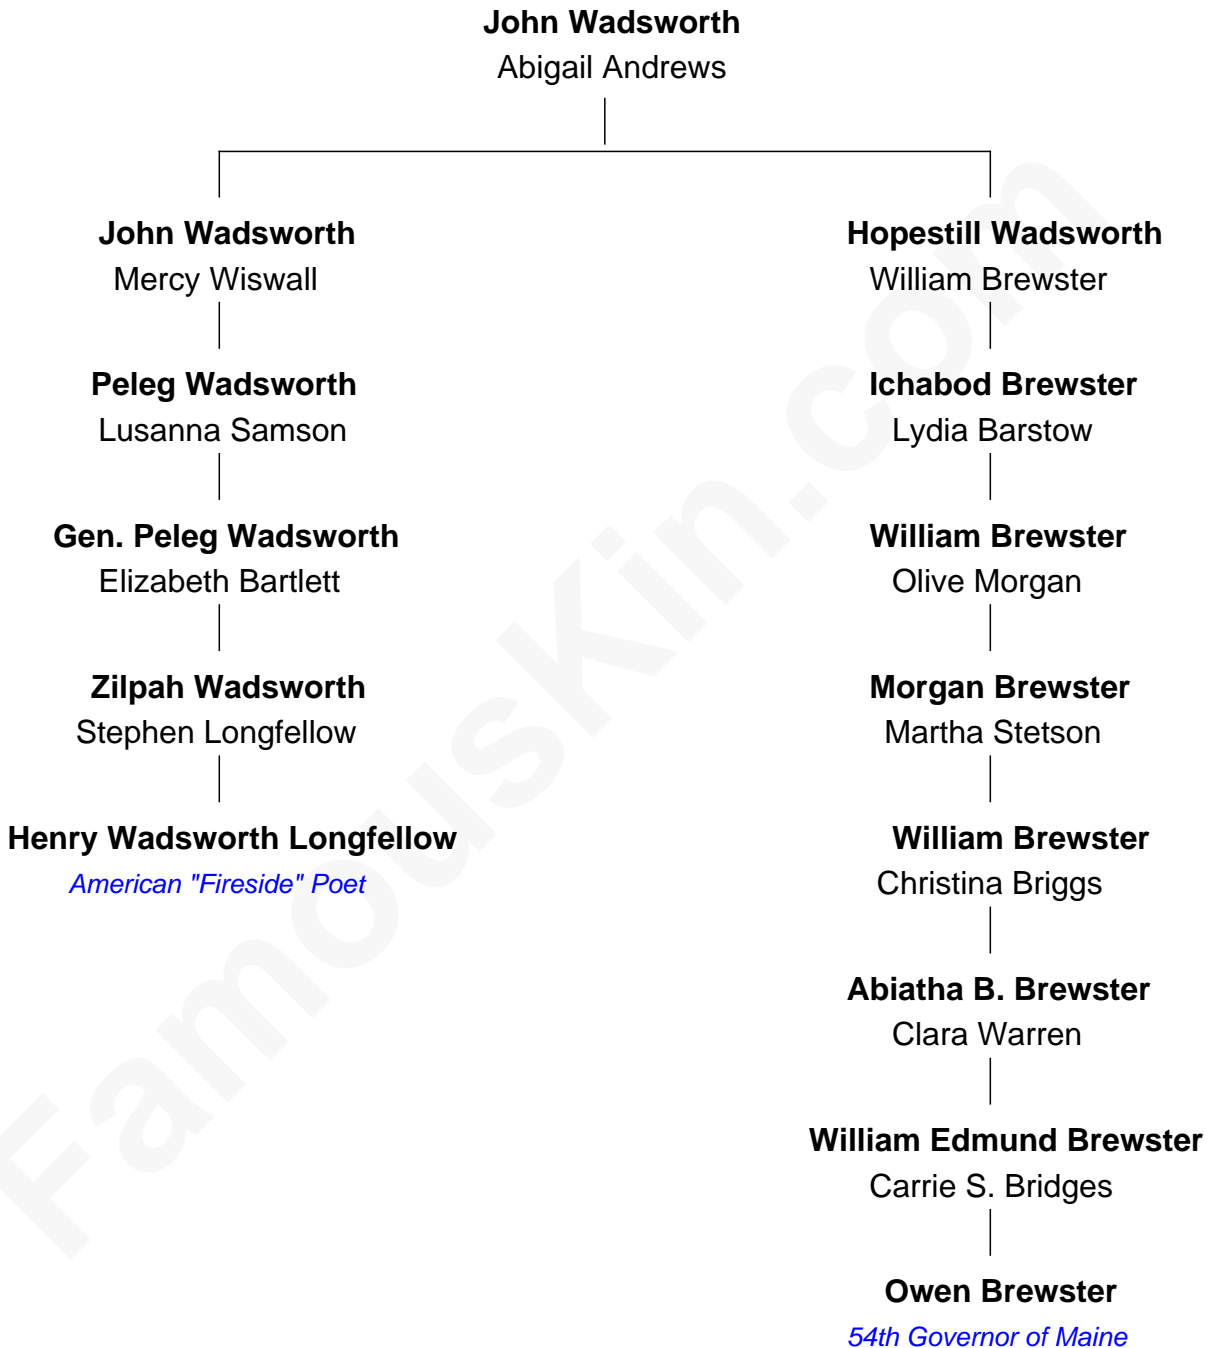 John Wadsworth
Abigail Andrews
John Wadsworth
Mercy Wiswall
Peleg Wadsworth
Lusanna Samson
Gen. Peleg Wadsworth
Elizabeth Bartlett
Zilpah Wadsworth
Stephen Longfellow
Henry Wadsworth Longfellow
American "Fireside" Poet
Hopestill Wadsworth
William Brewster
Ichabod Brewster
Lydia Barstow
William Brewster
Olive Morgan
Morgan Brewster
Martha Stetson
William Brewster
Christina Briggs
Abiatha B. Brewster
Clara Warren
William Edmund Brewster
Carrie S. Bridges
Owen Brewster
54th Governor of Maine
FamousKin.com